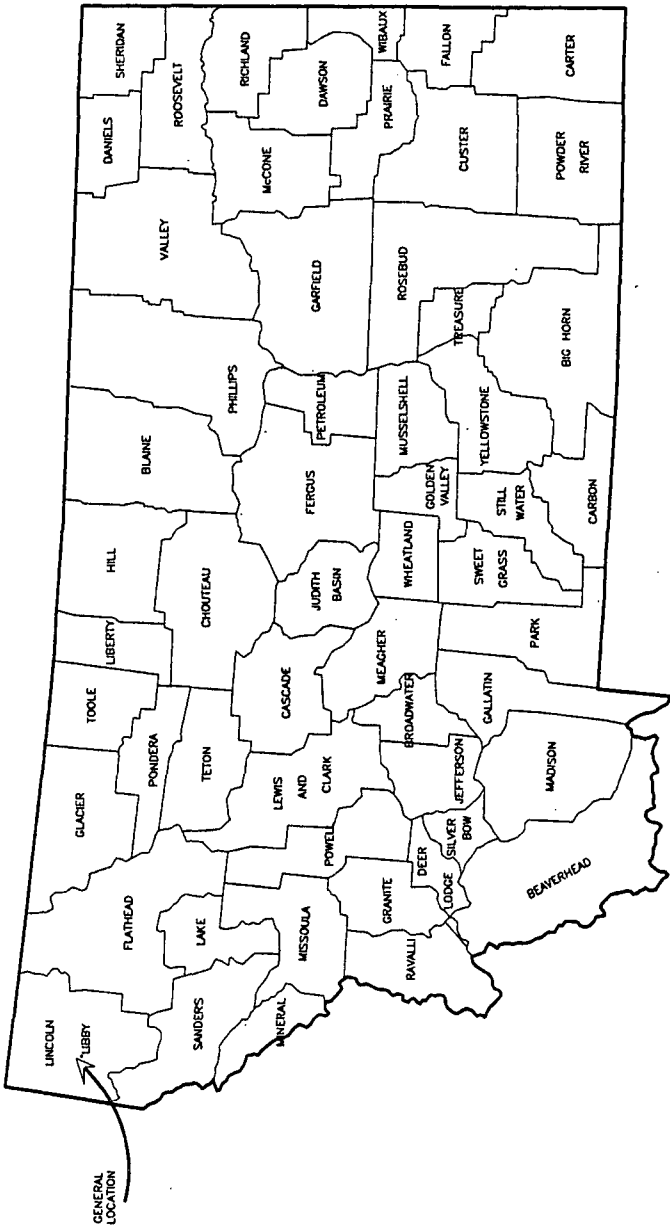 GENERAL
LOCATION
LINCOLN
LIBBY
FLATHEAD
GLACIER
TOOLE
LIBERTY
HILL
BLAINE
PHILLIPS
VALLEY
DANIELS
SHERIDAN
ROOSEVELT
SANDERS
LAKE
PONDERA
TETON
CHOUTEAU
RICHLAND
McCONE
DAWSON
WIBAUX
MINERAL
MISSOULA
POWELL
LEWIS
AND
CLARK
CASCADE
JUDITH
BASIN
FERGUS
PETROLEUM
GARFIELD
PRAIRIE
RAVALLI
GRANITE
DEER
LODGE
SILVER
BOW
JEFFERSON
BROADWATER
MEAGHER
WHEATLAND
GOLDEN
VALLEY
MUSSELSHELL
ROSEBUD
TREASURE
CUSTER
FALLON
BEAVERHEAD
MADISON
GALLATIN
PARK
SWEET
GRASS
STILL
WATER
YELLOWSTONE
CARBON
BIG HORN
POWDER
RIVER
CARTER